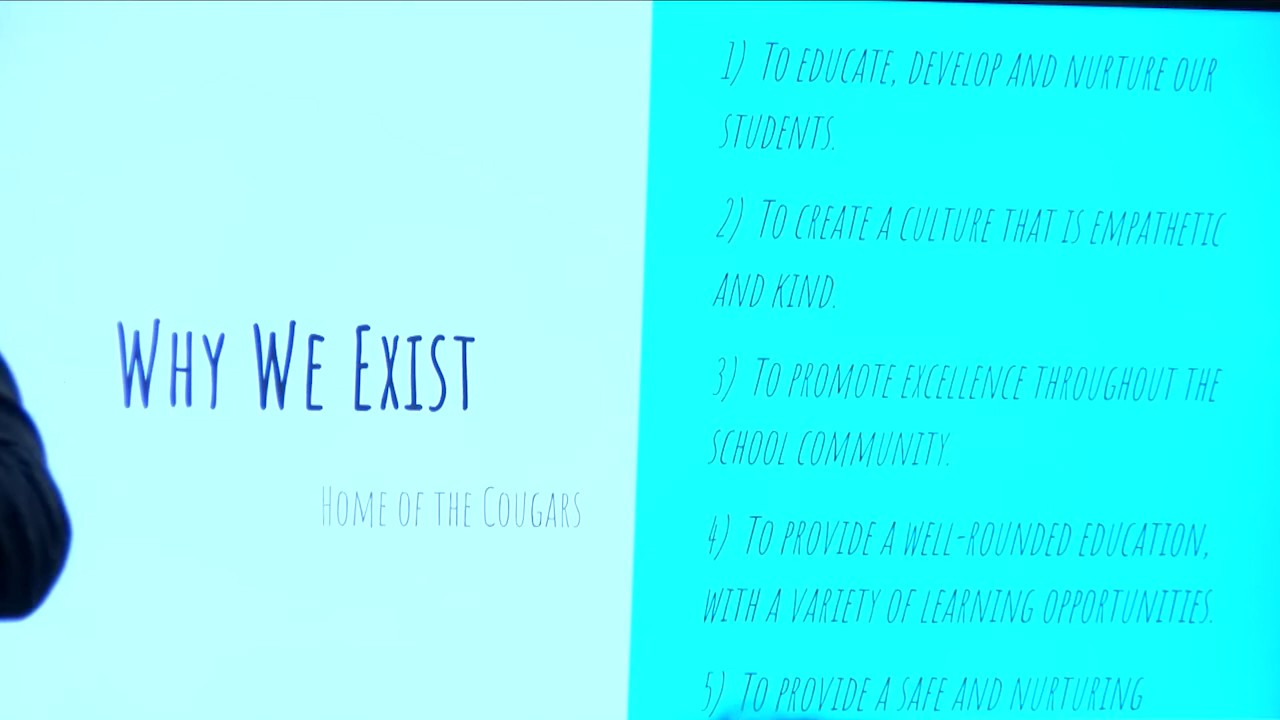 Why We Exist
Home of the Cougars
1) To educate, develop and nurture our
students.
2) To create a culture that is empathetic
and kind.
3) To promote excellence throughout the
school community.
4) To provide a well-rounded education,
with a variety of learning opportunities.
5) To provide a safe and nurturing